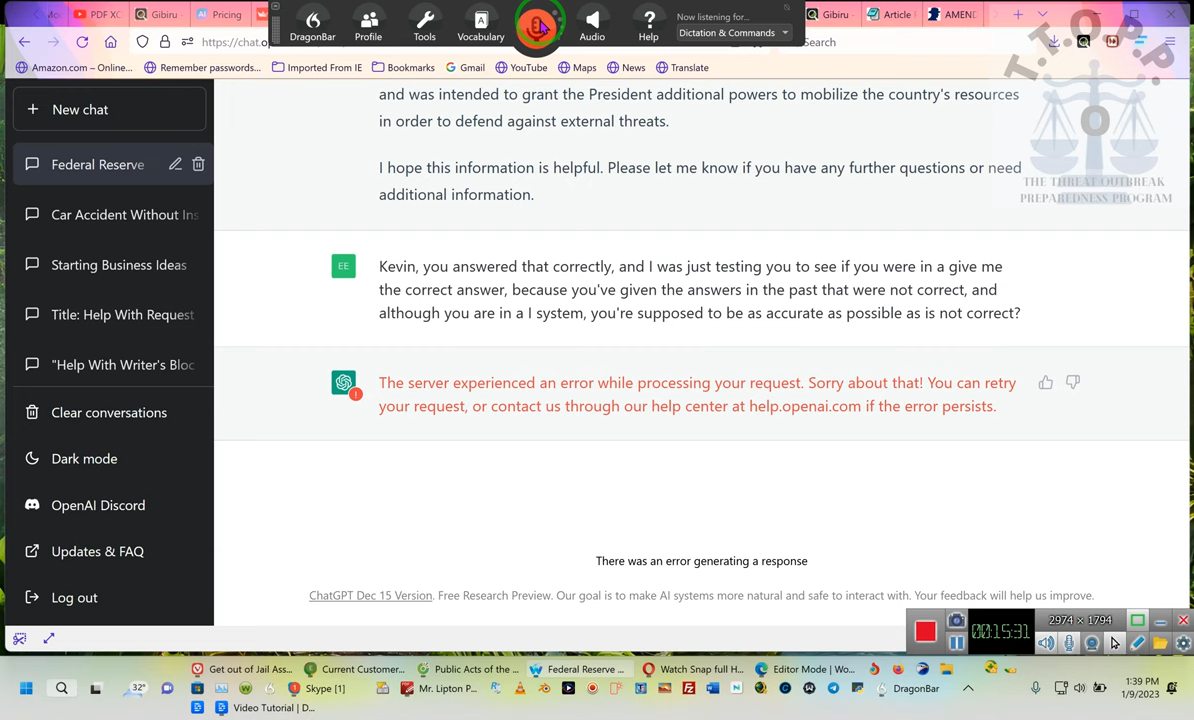 PDF XC
Gibiru
Pricing
DragonBar
Profile
Tools
Vocabulary
Audio
Help
Now listening for...
Dictation & Commands
Gibiru
Article
AMEND
https://chat.op
Search
Amazon.com – Online...
Remember passwords...
Imported From IE
Bookmarks
Gmail
YouTube
Maps
News
Translate
T.T.O.P.P.
O
THE THREAT OUTBREAK
PREPAREDNESS PROGRAM
New chat
Federal Reserve
Car Accident Without Ins
Starting Business Ideas
Title: Help With Request
"Help With Writer's Bloc
Clear conversations
Dark mode
OpenAI Discord
Updates & FAQ
Log out
and was intended to grant the President additional powers to mobilize the country's resources
in order to defend against external threats.
I hope this information is helpful. Please let me know if you have any further questions or need
additional information.
EE
Kevin, you answered that correctly, and I was just testing you to see if you were in a give me
the correct answer, because you've given the answers in the past that were not correct, and
although you are in a I system, you're supposed to be as accurate as possible as is not correct?
The server experienced an error while processing your request. Sorry about that! You can retry
your request, or contact us through our help center at help.openai.com if the error persists.
There was an error generating a response
ChatGPT Dec 15 Version. Free Research Preview. Our goal is to make AI systems more natural and safe to interact with. Your feedback will help us improve.
00:15:31
2974 × 1794
Get out of Jail Ass...
Current Customer...
Public Acts of the ...
Federal Reserve ...
Watch Snap full H...
Editor Mode | Wo...
32°
Skype [1]
Mr. Lipton P...
DragonBar
1:39 PM
1/9/2023
Video Tutorial | D...